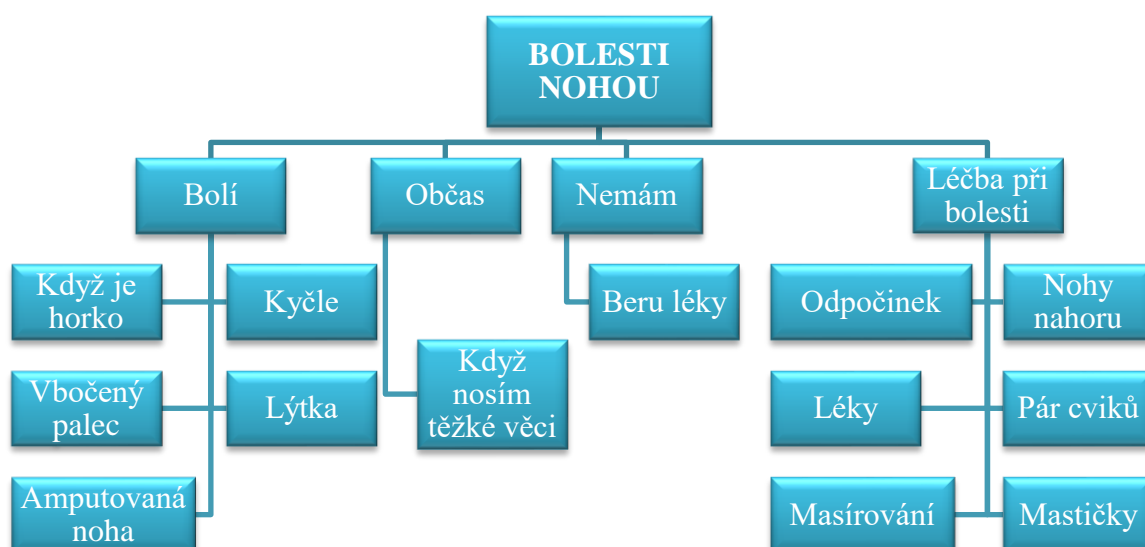 BOLESTI
NOHOU
Bolí
Občas
Nemám
Léčba při
bolesti
Když je
horko
Kyčle
Beru léky
Odpočinek
Nohy
nahoru
Když
nosím
těžké věci
Vbočený
palec
Lýtka
Léky
Pár cviků
Amputovaná
noha
Masírování
Mastičky